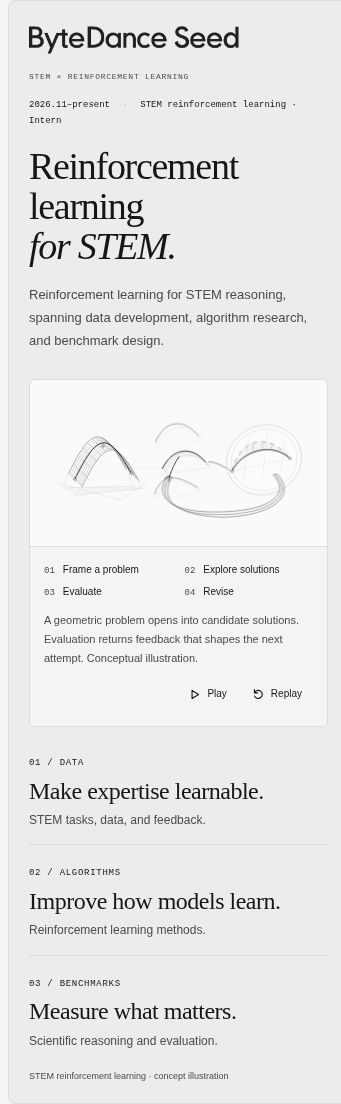 ByteDance Seed
STEM × REINFORCEMENT LEARNING
2026.11–present · STEM reinforcement learning ·
Intern
Reinforcement
learning
for STEM.
Reinforcement learning for STEM reasoning,
spanning data development, algorithm research,
and benchmark design.
01 Frame a problem
02 Explore solutions
03 Evaluate
04 Revise
A geometric problem opens into candidate solutions.
Evaluation returns feedback that shapes the next
attempt. Conceptual illustration.
Play
Replay
01 / DATA
Make expertise learnable.
STEM tasks, data, and feedback.
02 / ALGORITHMS
Improve how models learn.
Reinforcement learning methods.
03 / BENCHMARKS
Measure what matters.
Scientific reasoning and evaluation.
STEM reinforcement learning · concept illustration